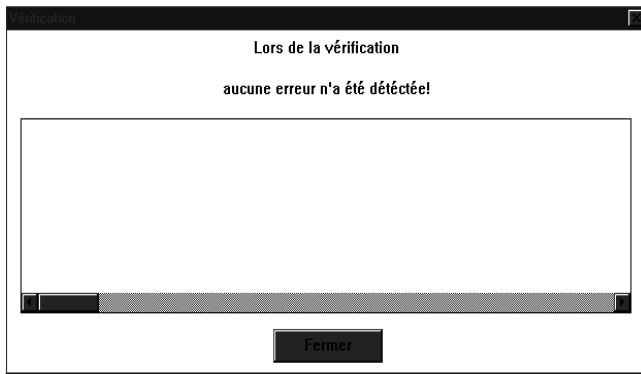 Vérification
Lors de la vérification
aucune erreur n'a été détéctée!
Fermer